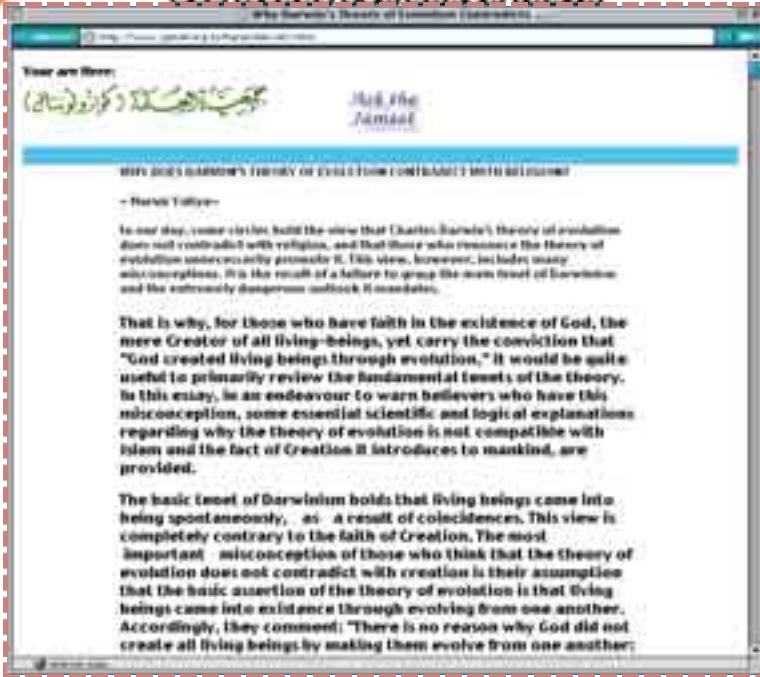 Why Darwin's Theory of Evolution Contradicts
Your are Here:
Ask the
Jamaat
WHY DOES DARWIN'S THEORY OF EVOLUTION CONTRADICT WITH RELIGION?
- Harun Yahya-
In our day, some circles hold the view that Charles Darwin's theory of evolution
does not contradict with religion, and that those who renounce the theory of
evolution unnecessarily promote it. This view, however, includes many
misconceptions. It is the result of a failure to grasp the main tenet of Darwinism
and the extremely dangerous outlook it mandates.
That is why, for those who have faith in the existence of God, the
mere Creator of all living-beings, yet carry the conviction that
"God created living beings through evolution," it would be quite
useful to primarily review the fundamental tenets of the theory.
In this essay, in an endeavour to warn believers who have this
misconception, some essential scientific and logical explanations
regarding why the theory of evolution is not compatible with
Islam and the fact of Creation it introduces to mankind, are
provided.
The basic tenet of Darwinism holds that living beings came into
being spontaneously, as a result of coincidences. This view is
completely contrary to the faith of Creation. The most
important misconception of those who think that the theory of
evolution does not contradict with creation is their assumption
that the basic assertion of the theory of evolution is that living
beings came into existence through evolving from one another.
Accordingly, they comment: "There is no reason why God did not
create all living beings by making them evolve from one another;